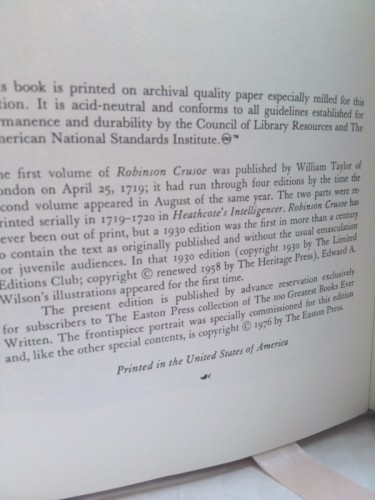 s book is printed on archival quality paper especially milled for this
tion. It is acid-neutral and conforms to all guidelines established for
manence and durability by the Council of Library Resources and The
merican National Standards Institute.♾™
he first volume of Robinson Crusoe was published by William Taylor of
ondon on April 25, 1719; it had run through four editions by the time the
cond volume appeared in August of the same year. The two parts were re-
rinted serially in 1719–1720 in Heathcote's Intelligencer. Robinson Crusoe has
ever been out of print, but a 1930 edition was the first in more than a century
o contain the text as originally published and without the usual emasculation
or juvenile audiences. In that 1930 edition (copyright 1930 by The Limited
Editions Club; copyright © renewed 1958 by The Heritage Press), Edward A.
Wilson's illustrations appeared for the first time.
The present edition is published by advance reservation exclusively
for subscribers to The Easton Press collection of The 100 Greatest Books Ever
Written. The frontispiece portrait was specially commissioned for this edition
and, like the other special contents, is copyright © 1976 by The Easton Press.
Printed in the United States of America